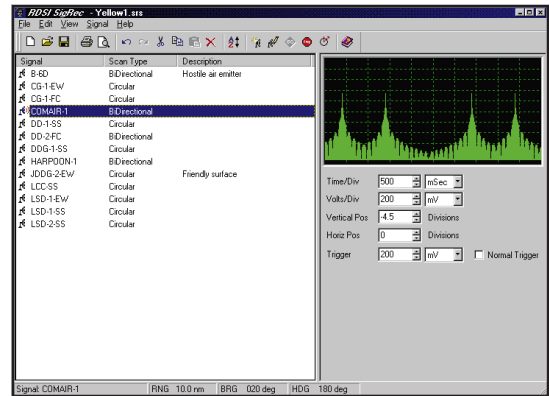 RDSI SigRec - Yellow1.srs
File Edit View Signal Help
Signal Scan Type Description
B-6D BiDirectional Hostile air emitter
CG-1-EW Circular
CG-1-FC Circular
COMAIR-1 BiDirectional
DD-1-SS Circular
DD-2-FC BiDirectional
DDG-1-SS Circular
HARPOON-1 BiDirectional
JDDG-2-EW Circular Friendly surface
LCC-SS Circular
LSD-1-EW Circular
LSD-1-SS Circular
LSD-2-SS Circular
Time/Div 500 mSec
Volts/Div 200 mV
Vertical Pos -4.5 Divisions
Horiz Pos 0 Divisions
Trigger 200 mV Normal Trigger
Signal: COMAIR-1 RNG 10.0 nm BRG 020 deg HDG 180 deg